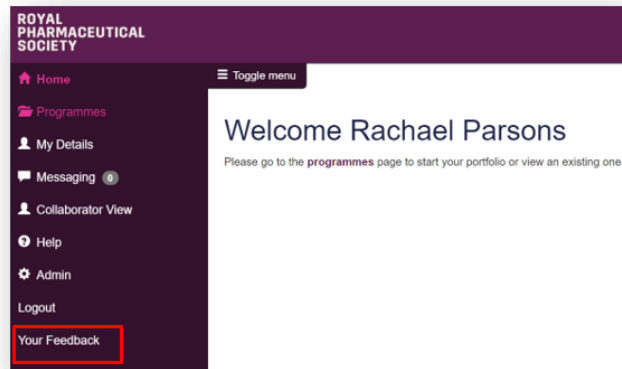 ROYAL
PHARMACEUTICAL
SOCIETY
Home
Programmes
My Details
Messaging 0
Collaborator View
Help
Admin
Logout
Your Feedback
Toggle menu
Welcome Rachael Parsons
Please go to the programmes page to start your portfolio or view an existing one